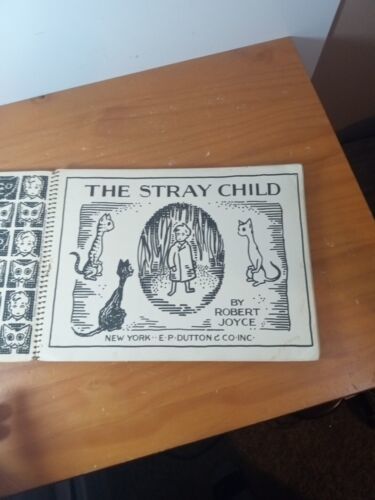 THE STRAY CHILD
BY
ROBERT
JOYCE
NEW YORK - E·P·DUTTON & CO·INC·